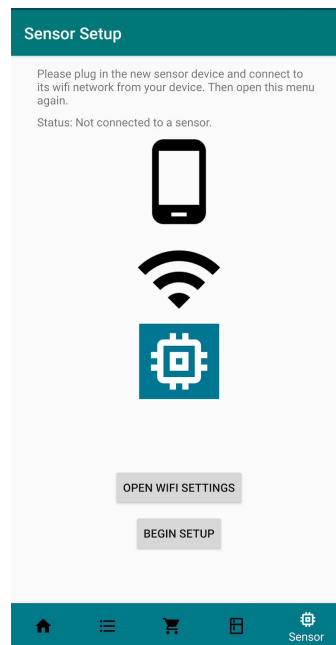 Sensor Setup
Please plug in the new sensor device and connect to
its wifi network from your device. Then open this menu
again.
Status: Not connected to a sensor.
OPEN WIFI SETTINGS
BEGIN SETUP
Sensor